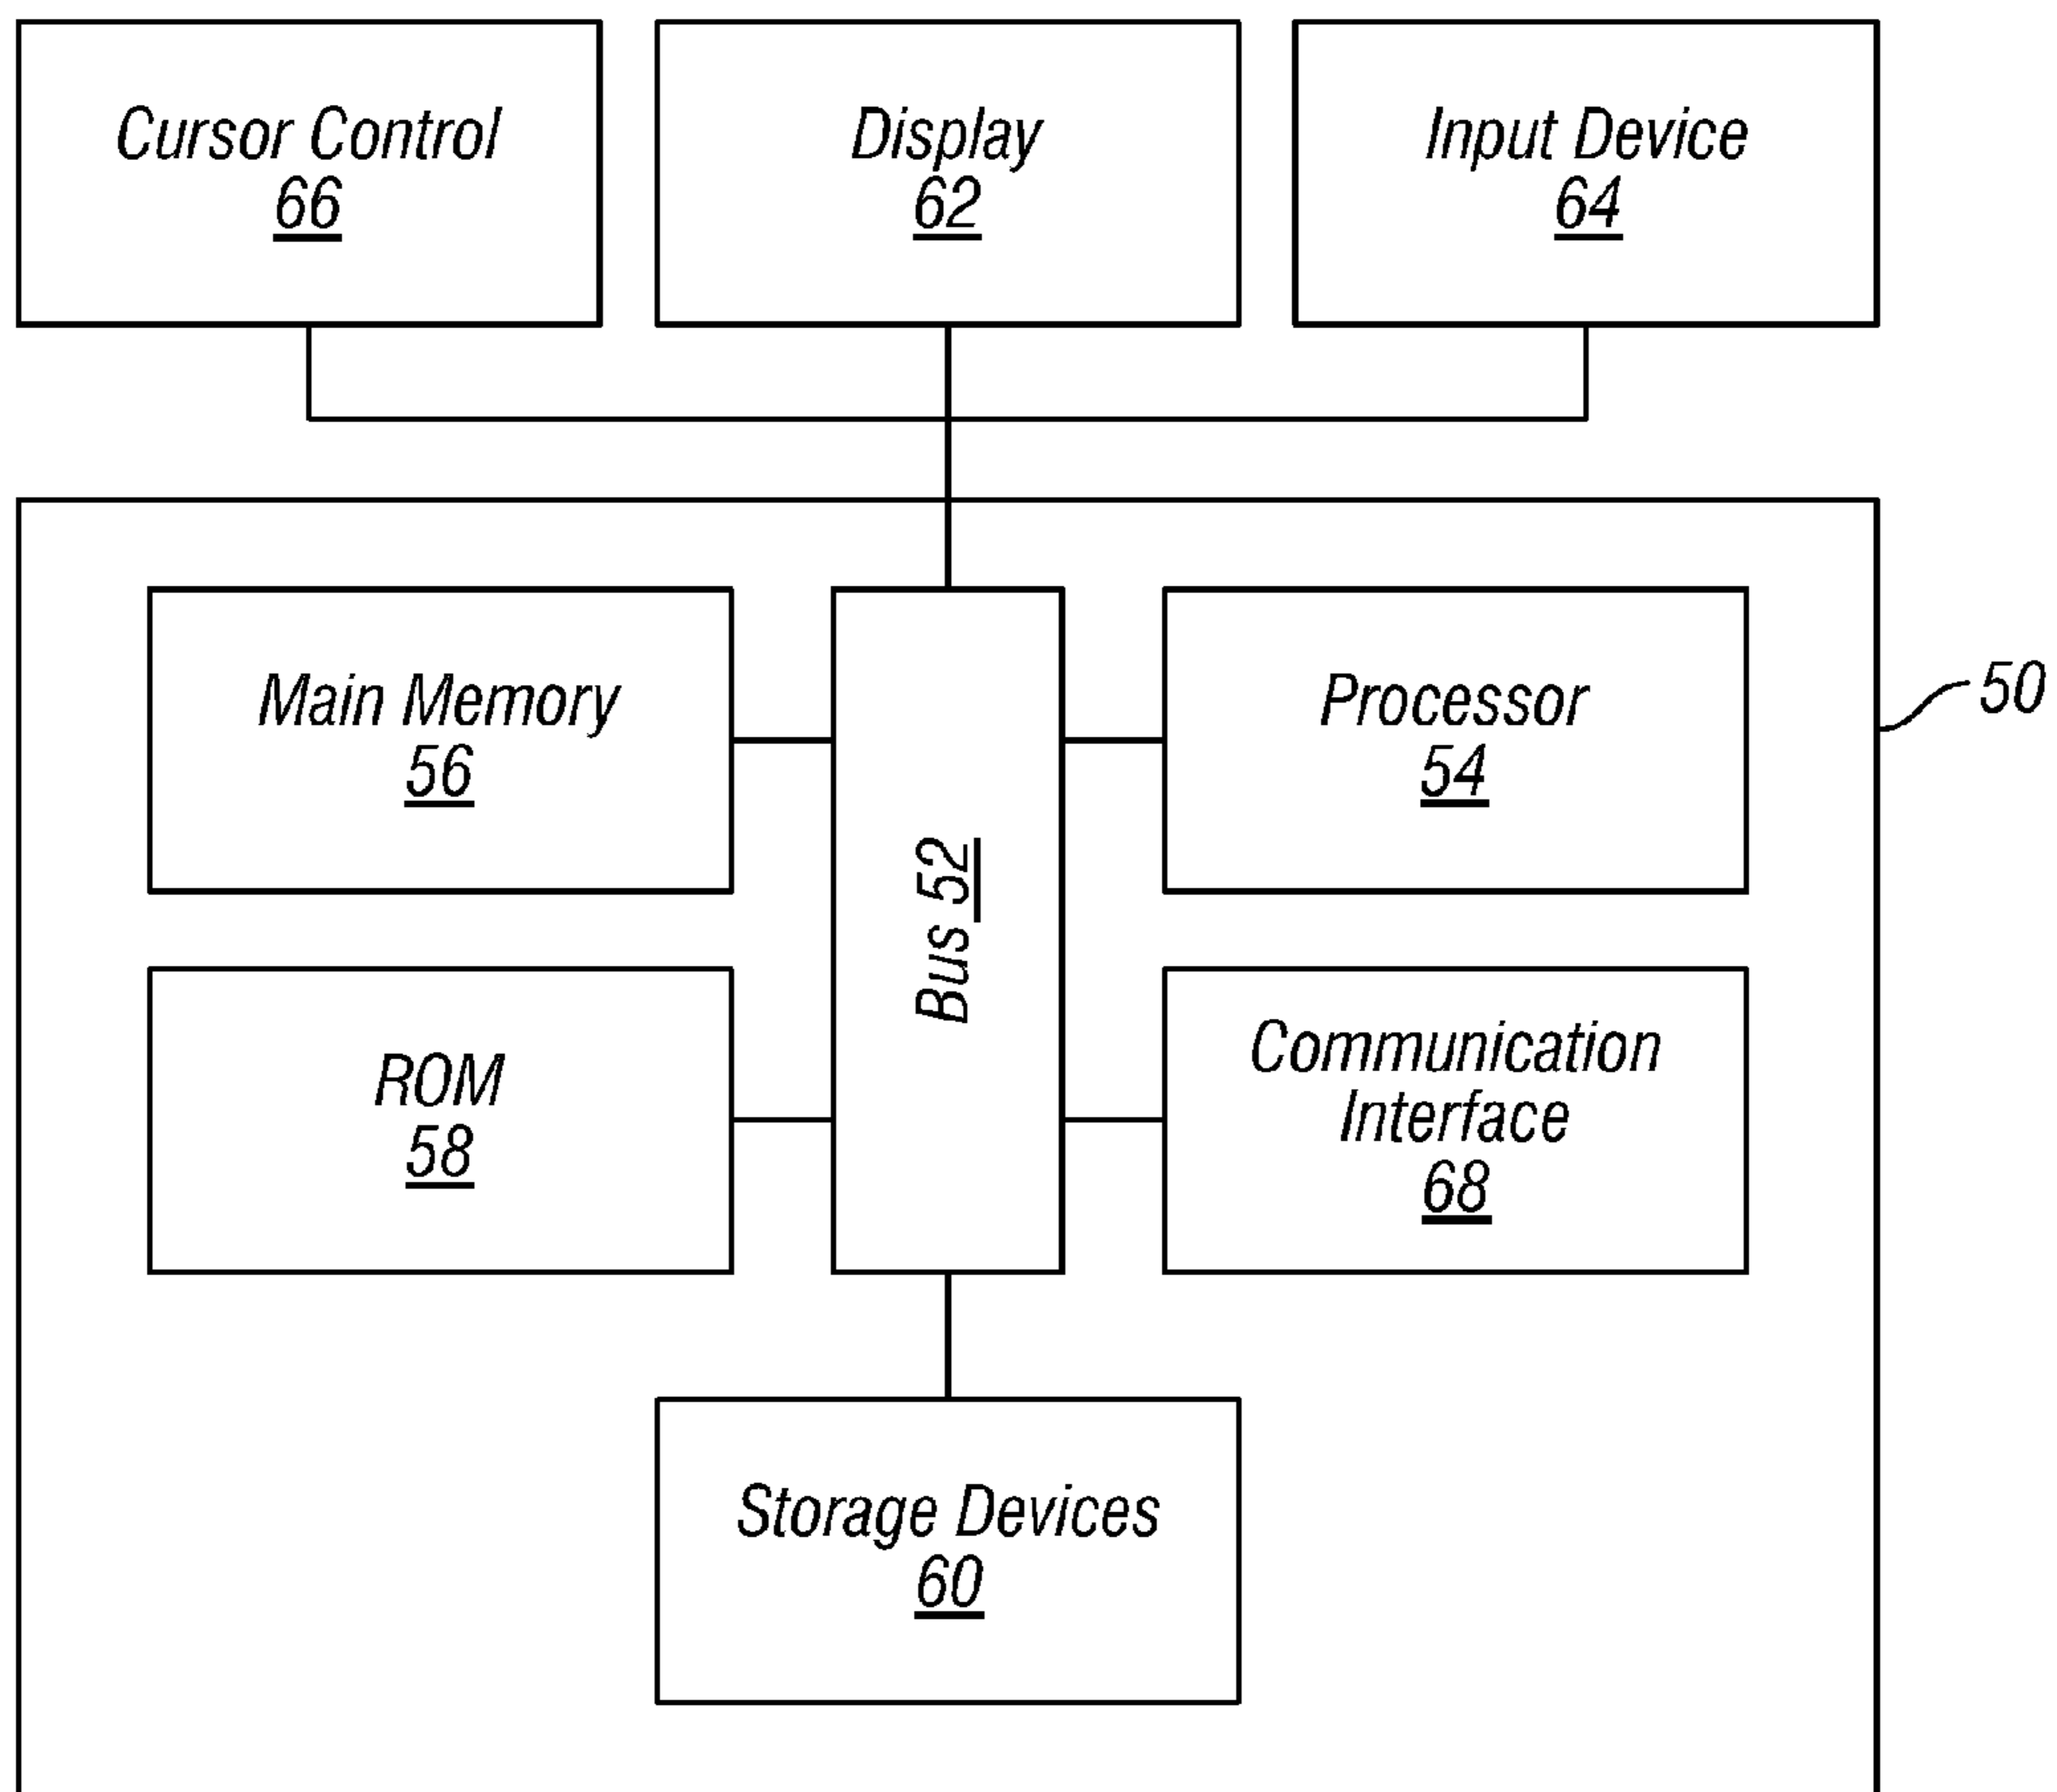 Cursor Control
66
Display
62
Input Device
64
Main Memory
56
Processor
54
50
Bus 52
ROM
58
Communication
Interface
68
Storage Devices
60